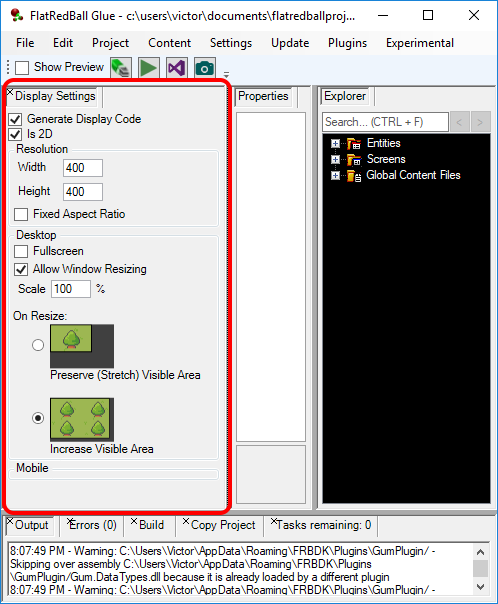 FlatRedBall Glue - c:\users\victor\documents\flatredballproj...
File Edit Project Content Settings Update Plugins Experimental
Show Preview
Display Settings
Generate Display Code
Is 2D
Resolution
Width 400
Height 400
Fixed Aspect Ratio
Desktop
Fullscreen
Allow Window Resizing
Scale 100 %
On Resize:
Preserve (Stretch) Visible Area
Increase Visible Area
Mobile
Properties
Explorer
Search... (CTRL + F) < >
Entities
Screens
Global Content Files
Output Errors (0) Build Copy Project Tasks remaining: 0
8:07:49 PM - Warning: C:\Users\Victor\AppData\Roaming\FRBDK\Plugins\GumPlugin/ -
Skipping over assembly C:\Users\Victor\AppData\Roaming\FRBDK\Plugins
\GumPlugin/Gum.DataTypes.dll because it is already loaded by a different plugin
8:07:49 PM - Warning: C:\Users\Victor\AppData\Roaming\FRBDK\Plugins\GumPlugin/ -